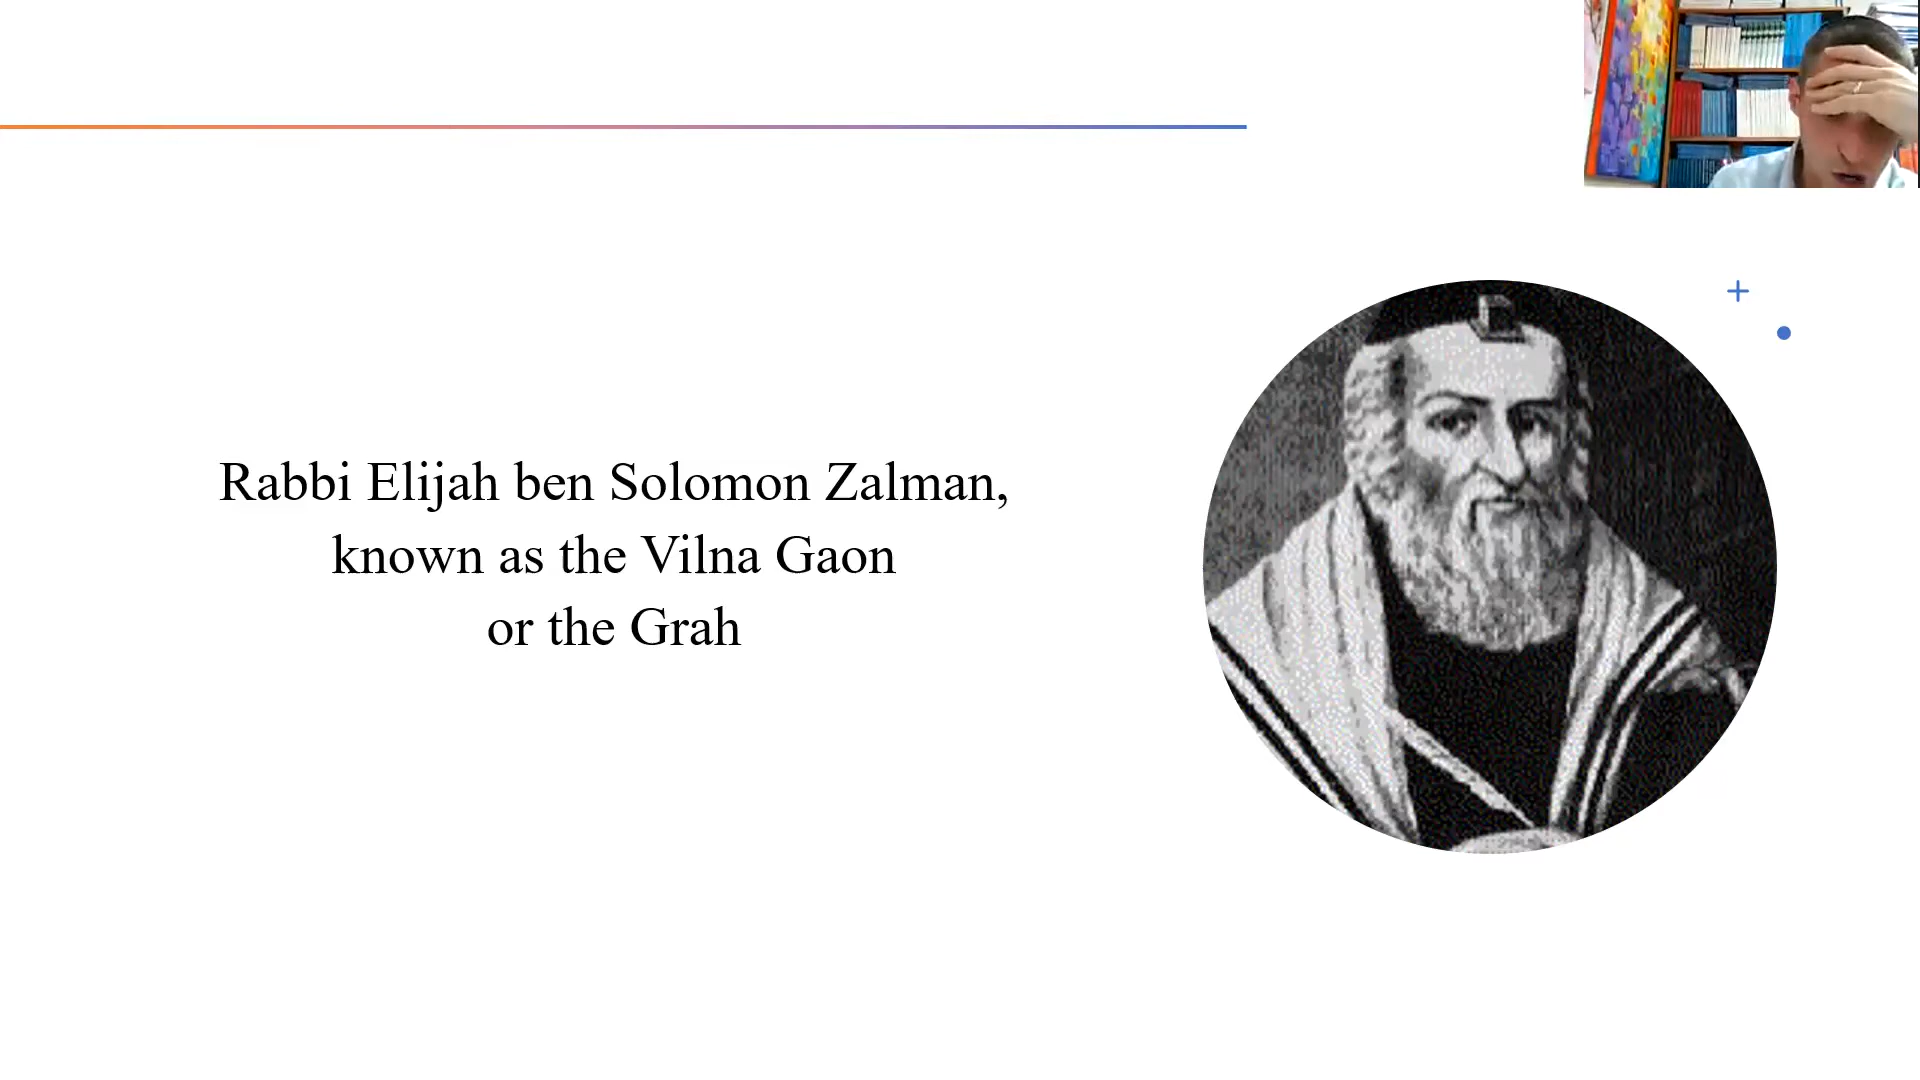 Rabbi Elijah ben Solomon Zalman,
known as the Vilna Gaon
or the Grah